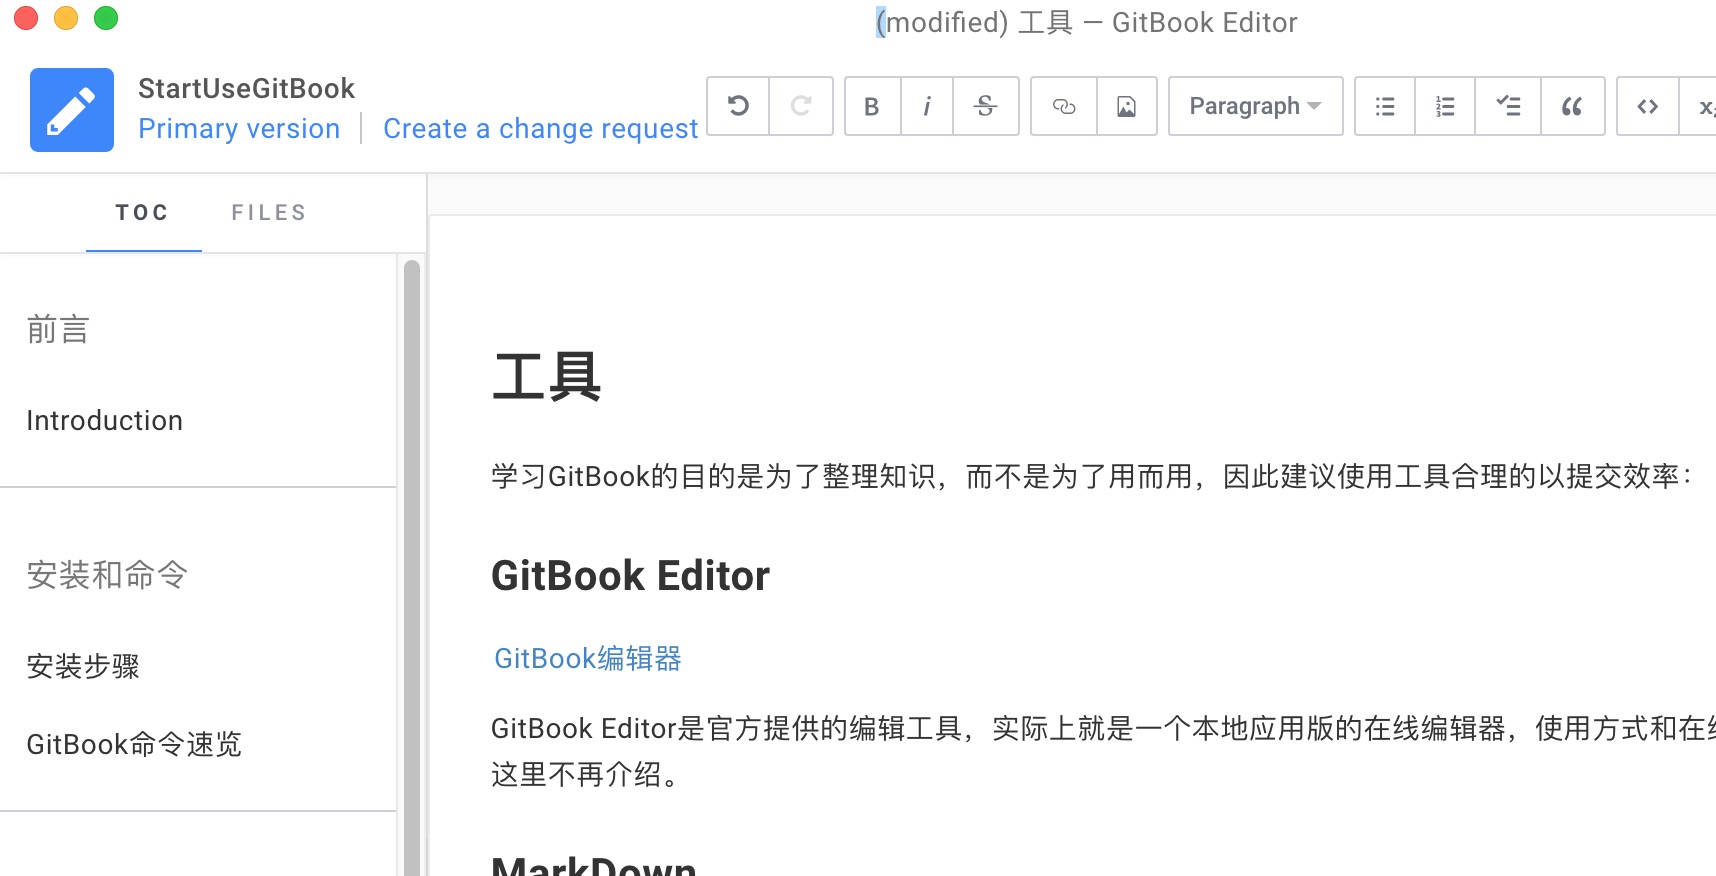 (modified) 工具 — GitBook Editor
StartUseGitBook
Primary version
Create a change request
B
i
S
Paragraph
TOC
FILES
前言
Introduction
安装和命令
安装步骤
GitBook命令速览
工具
学习GitBook的目的是为了整理知识，而不是为了用而用，因此建议使用工具合理的以提交效率：
GitBook Editor
GitBook编辑器
GitBook Editor是官方提供的编辑工具，实际上就是一个本地应用版的在线编辑器，使用方式和在线
这里不再介绍。
MarkDown